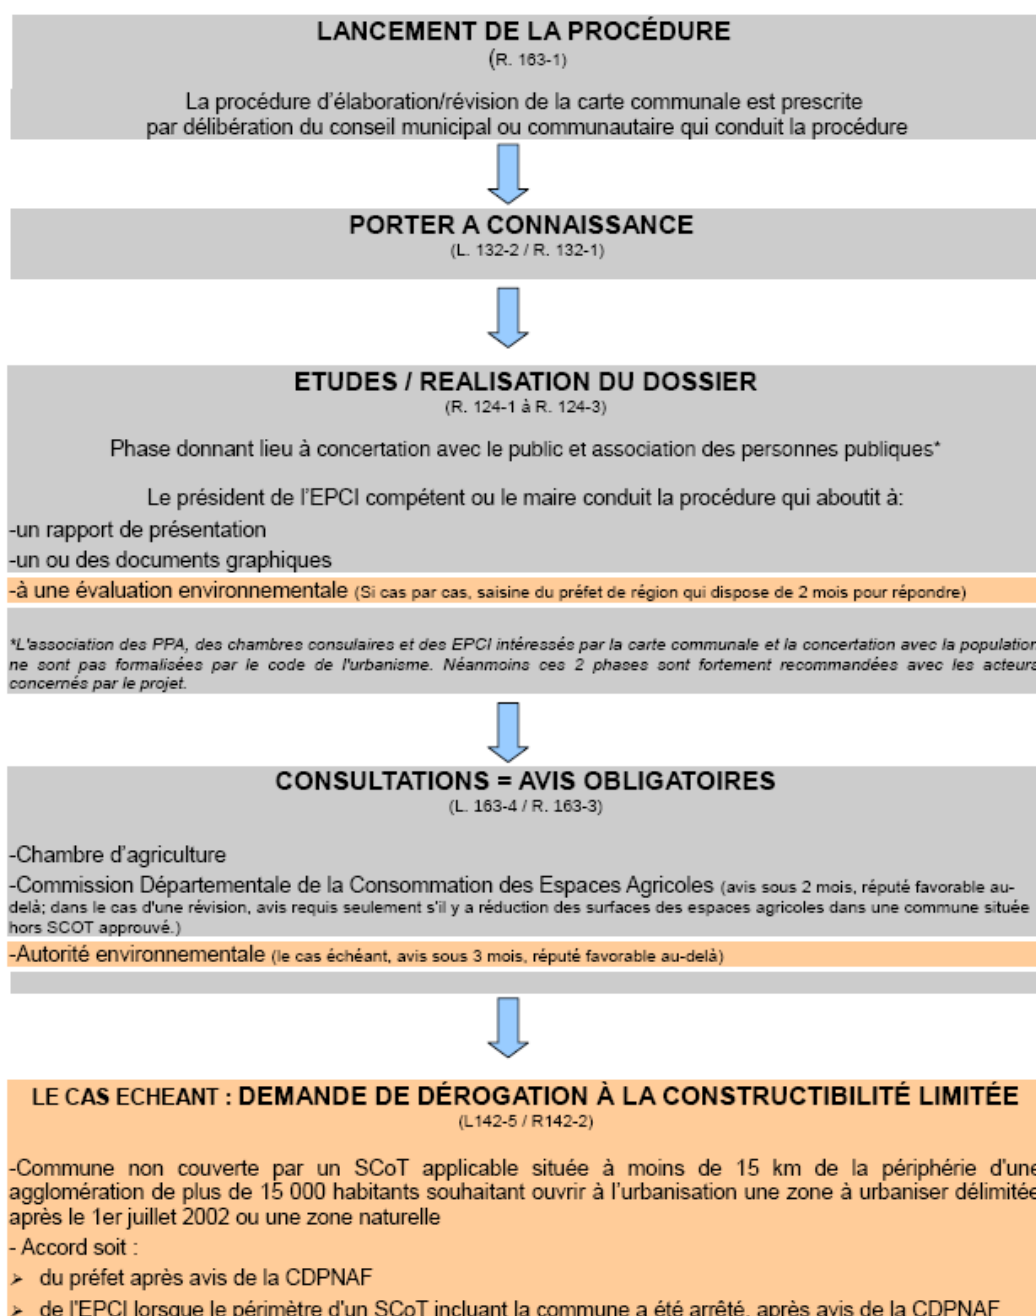 LANCEMENT DE LA PROCÉDURE
(R. 163-1)
La procédure d'élaboration/révision de la carte communale est prescrite
par délibération du conseil municipal ou communautaire qui conduit la procédure
PORTER A CONNAISSANCE
(L. 132-2 / R. 132-1)
ETUDES / REALISATION DU DOSSIER
(R. 124-1 à R. 124-3)
Phase donnant lieu à concertation avec le public et association des personnes publiques*
Le président de l'EPCI compétent ou le maire conduit la procédure qui aboutit à:
-un rapport de présentation
-un ou des documents graphiques
-à une évaluation environnementale (Si cas par cas, saisine du préfet de région qui dispose de 2 mois pour répondre)
*L'association des PPA, des chambres consulaires et des EPCI intéressés par la carte communale et la concertation avec la population
ne sont pas formalisées par le code de l'urbanisme. Néanmoins ces 2 phases sont fortement recommandées avec les acteurs
concernés par le projet.
CONSULTATIONS = AVIS OBLIGATOIRES
(L. 163-4 / R. 163-3)
-Chambre d'agriculture
-Commission Départementale de la Consommation des Espaces Agricoles (avis sous 2 mois, réputé favorable au-
delà; dans le cas d'une révision, avis requis seulement s'il y a réduction des surfaces des espaces agricoles dans une commune située
hors SCOT approuvé.)
-Autorité environnementale (le cas échéant, avis sous 3 mois, réputé favorable au-delà)
LE CAS ECHEANT : DEMANDE DE DÉROGATION À LA CONSTRUCTIBILITÉ LIMITÉE
(L142-5 / R142-2)
-Commune non couverte par un SCoT applicable située à moins de 15 km de la périphérie d'une
agglomération de plus de 15 000 habitants souhaitant ouvrir à l'urbanisation une zone à urbaniser délimitée
après le 1er juillet 2002 ou une zone naturelle
- Accord soit :
➢ du préfet après avis de la CDPNAF
➢ de l'EPCI lorsque le périmètre d'un SCoT incluant la commune a été arrêté, après avis de la CDPNAF